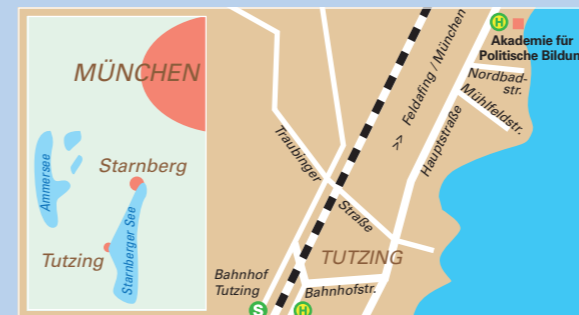 MÜNCHEN
Starnberg
Ammersee
Starnberger See
Tutzing
H
Akademie für
Politische Bildun
Nordbad-
str.
Mühlfeldstr.
>> Feldafing / München
Hauptstraße
Traubinger
Straße
TUTZING
Bahnhof
Tutzing
Bahnhofstr.
S
H